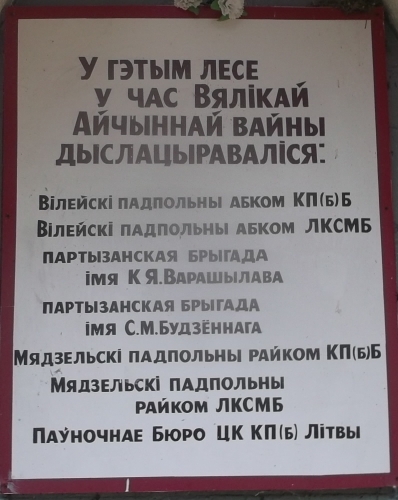 У гэтым лесе
у час Вялікай
Айчыннай вайны
дыслацыраваліся:
Вілейскі падпольны абком КП(б)Б
Вілейскі падпольны абком ЛКСМБ
партызанская брыгада
імя К.Я.Варашылава
партызанская брыгада
імя С.М.Будзённага
Мядзельскі падпольны райком КП(б)Б
Мядзельскі падпольны
райком ЛКСМБ
Паўночнае Бюро ЦК КП(б) Літвы